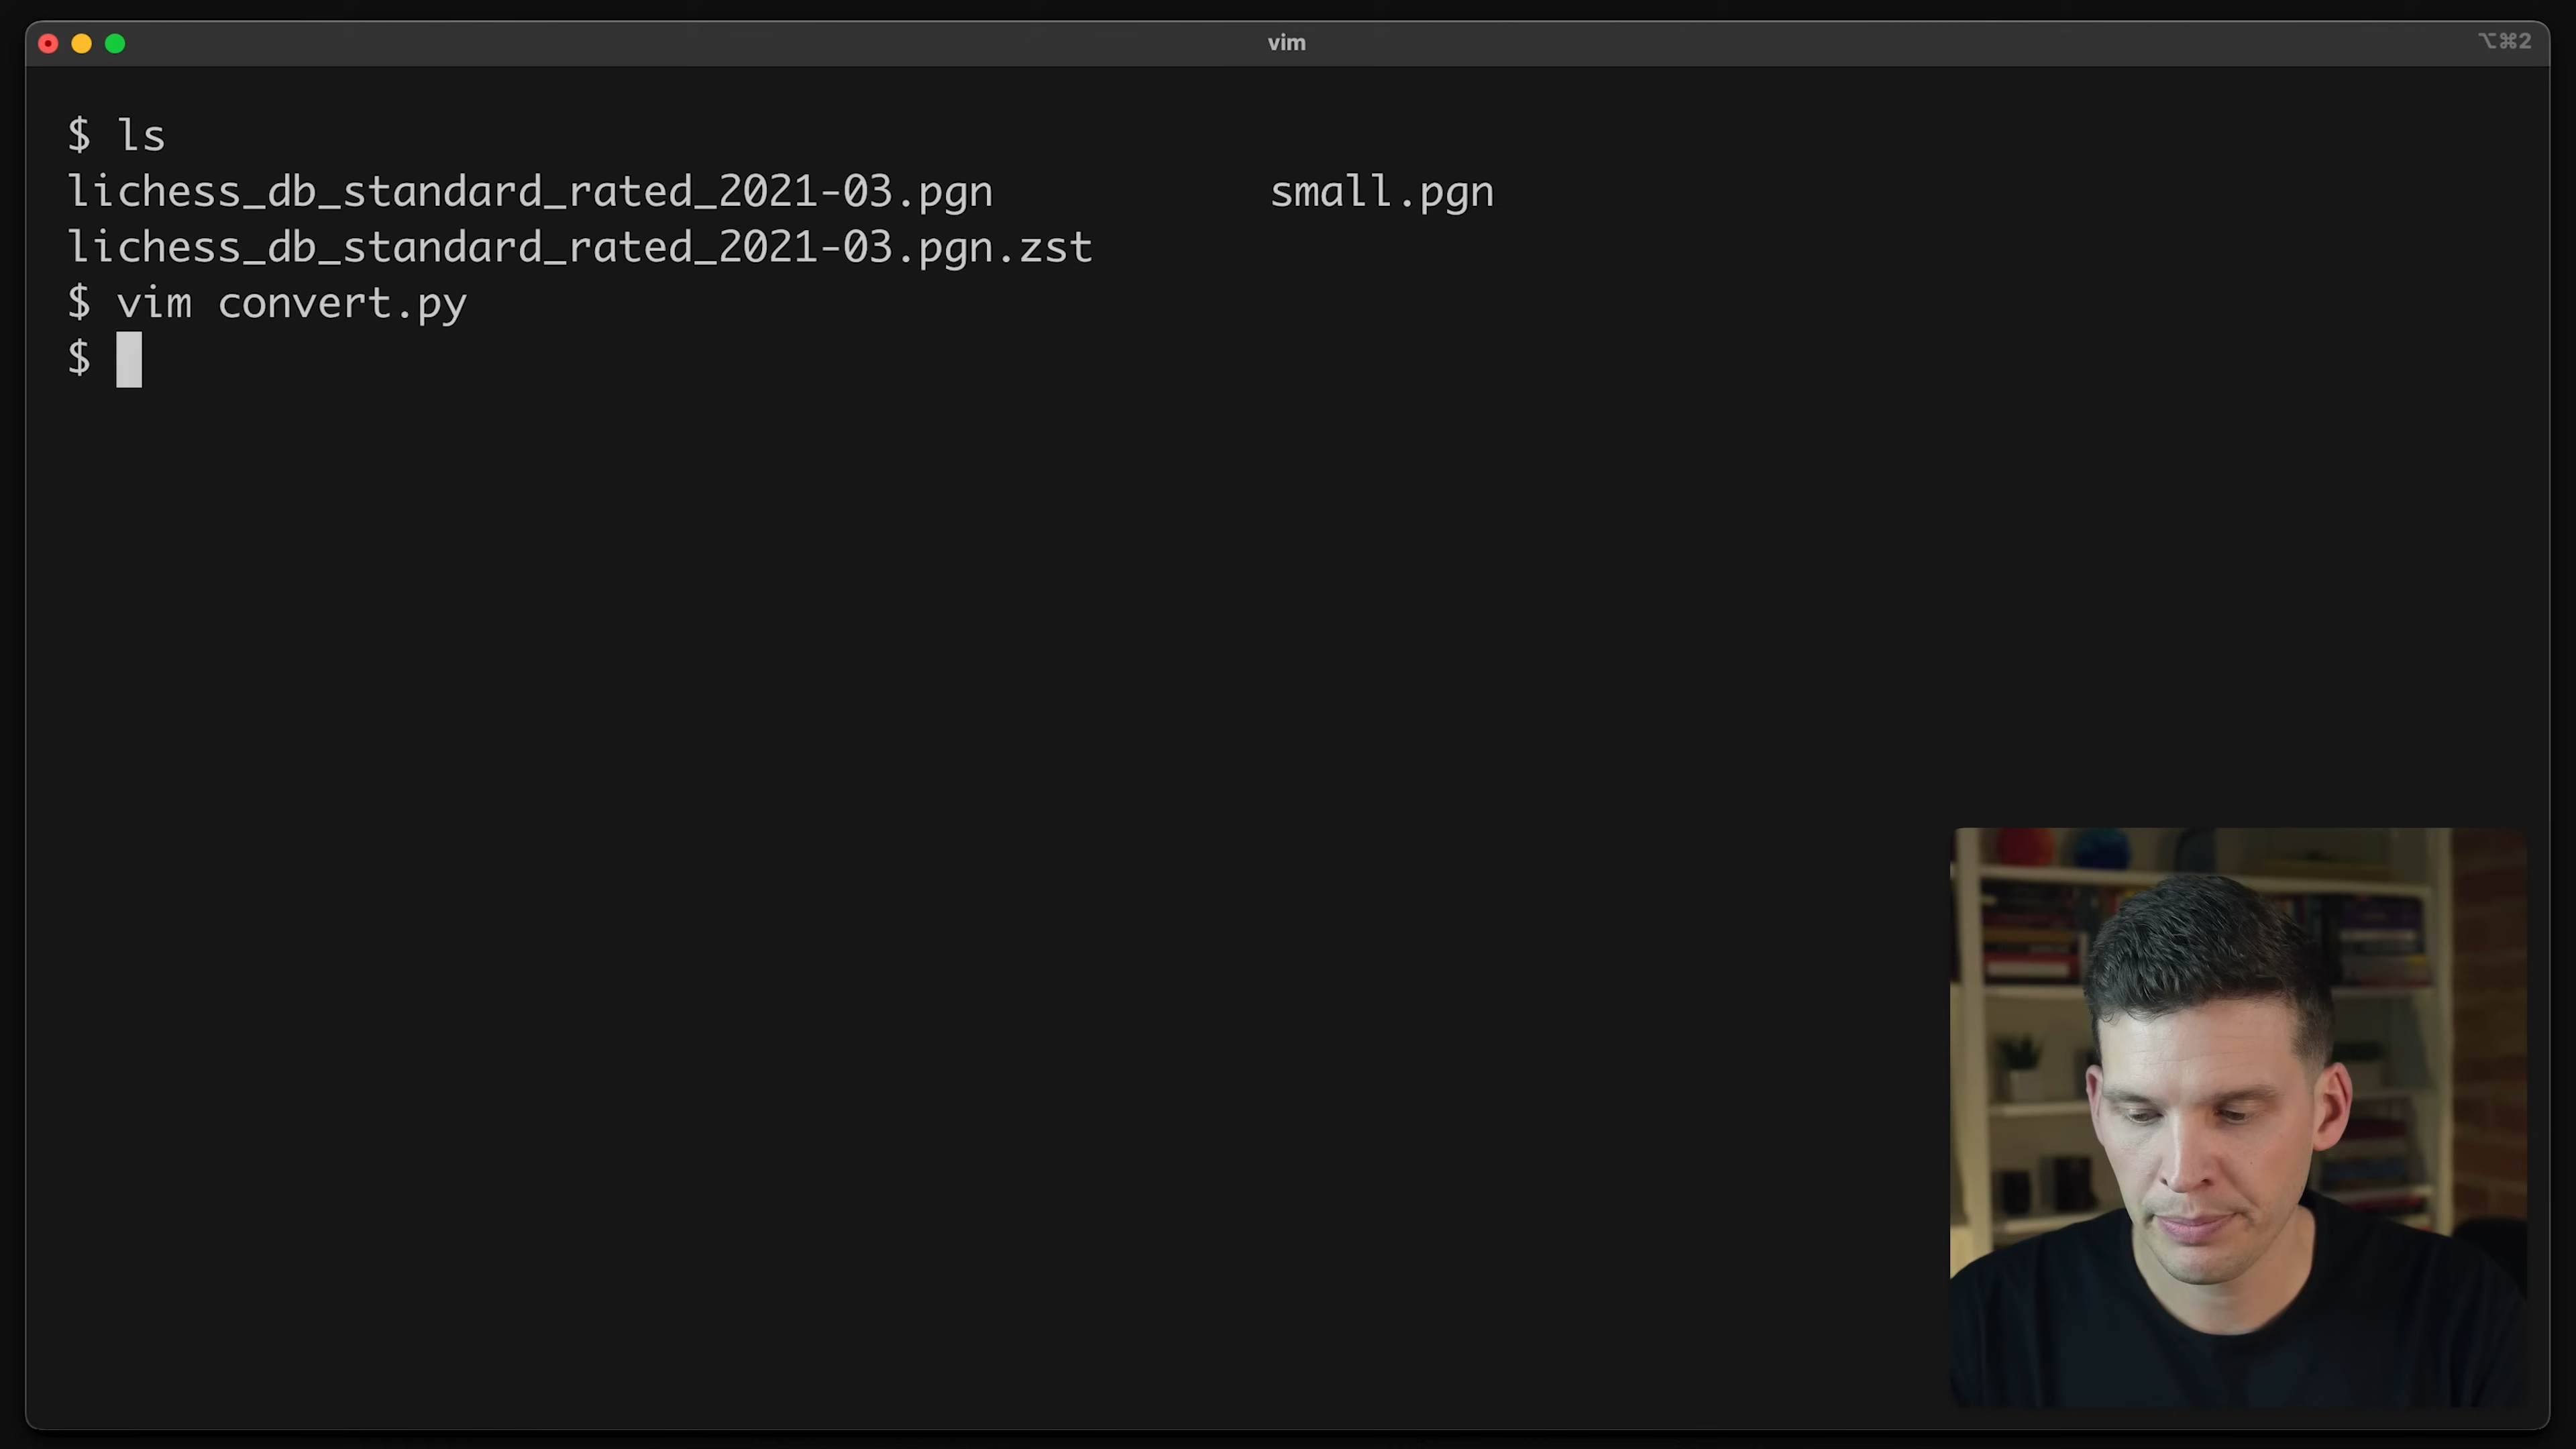 vim
⌥⌘2
$ ls
lichess_db_standard_rated_2021-03.pgn small.pgn
lichess_db_standard_rated_2021-03.pgn.zst
$ vim convert.py
$